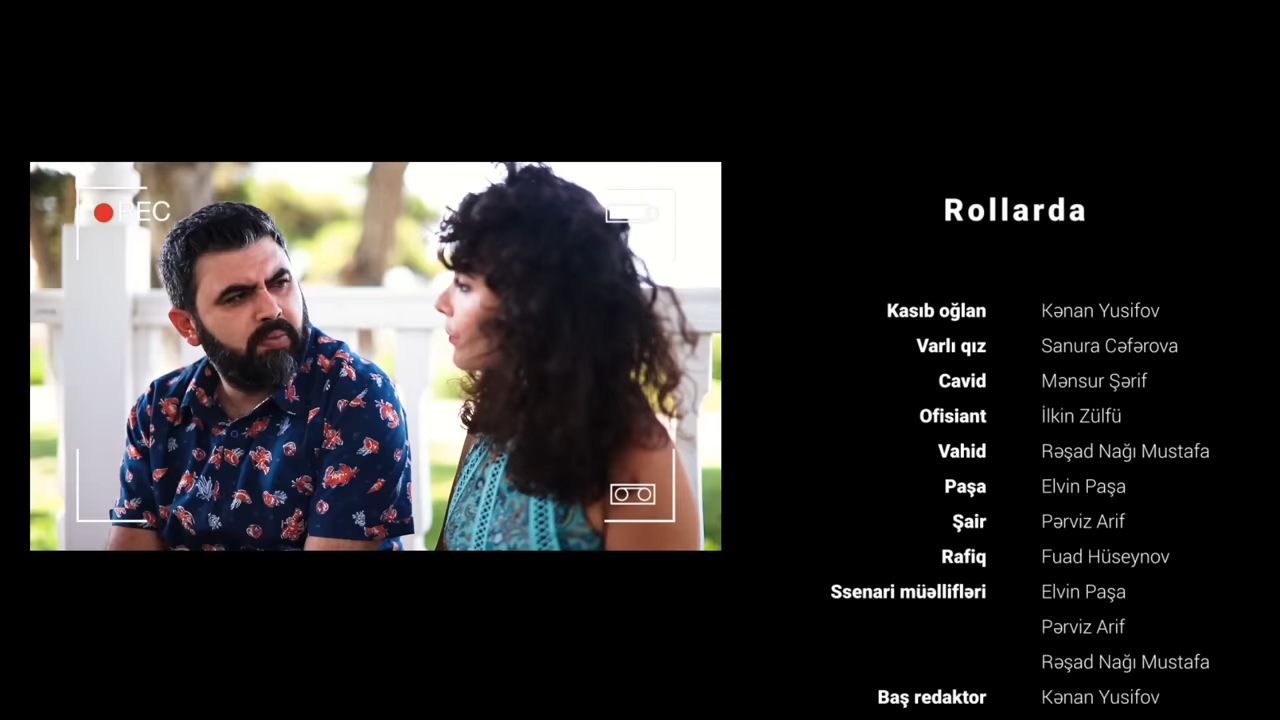 REC
Rollarda
Kasıb oğlan Kənan Yusifov
Varlı qız Sanura Cəfərova
Cavid Mənsur Şərif
Ofisiant İlkin Zülfü
Vahid Rəşad Nağı Mustafa
Paşa Elvin Paşa
Şair Pərviz Arif
Rafiq Fuad Hüseynov
Ssenari müəllifləri Elvin Paşa
Pərviz Arif
Rəşad Nağı Mustafa
Baş redaktor Kənan Yusifov